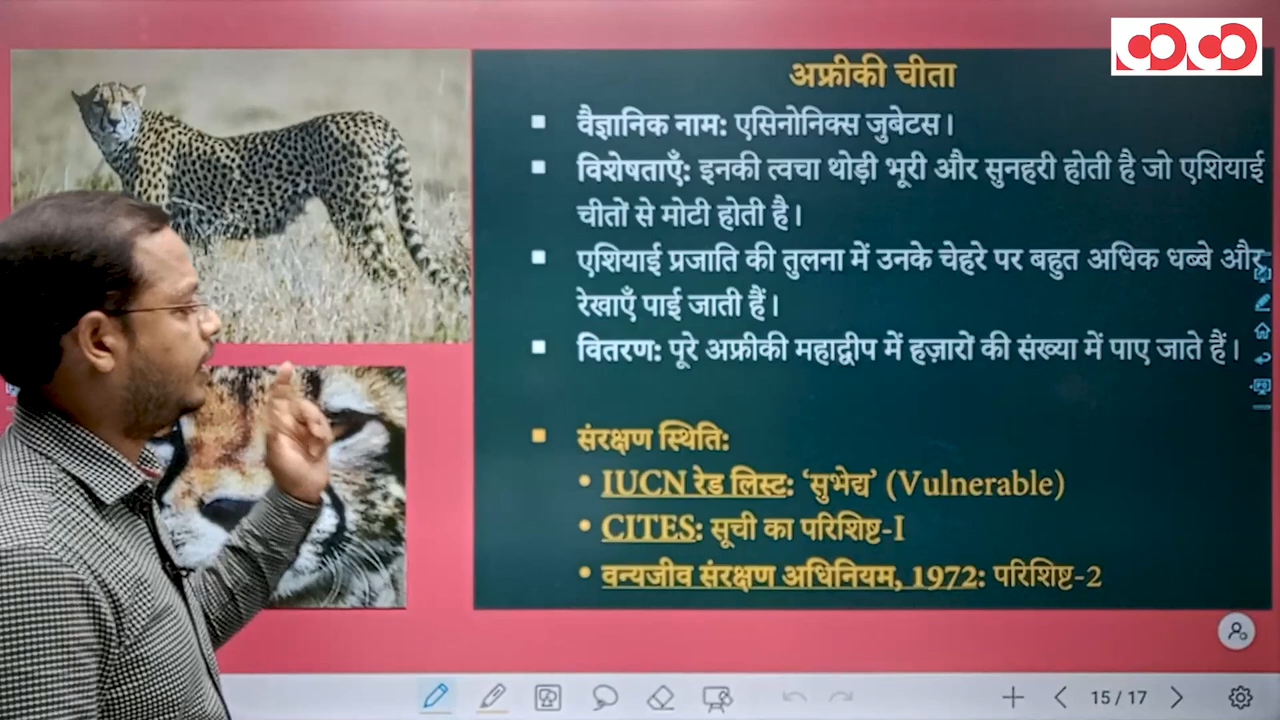 अफ्रीकी चीता
वैज्ञानिक नाम: एसिनोनिक्स जुबेटस।
विशेषताएँ: इनकी त्वचा थोड़ी भूरी और सुनहरी होती है जो एशियाई
चीतों से मोटी होती है।
एशियाई प्रजाति की तुलना में उनके चेहरे पर बहुत अधिक धब्बे और
रेखाएँ पाई जाती हैं।
वितरण: पूरे अफ्रीकी महाद्वीप में हज़ारों की संख्या में पाए जाते हैं।
संरक्षण स्थिति:
• IUCN रेड लिस्ट: ‘सुभेद्य’ (Vulnerable)
• CITES: सूची का परिशिष्ट-I
• वन्यजीव संरक्षण अधिनियम, 1972: परिशिष्ट-2
15 / 17